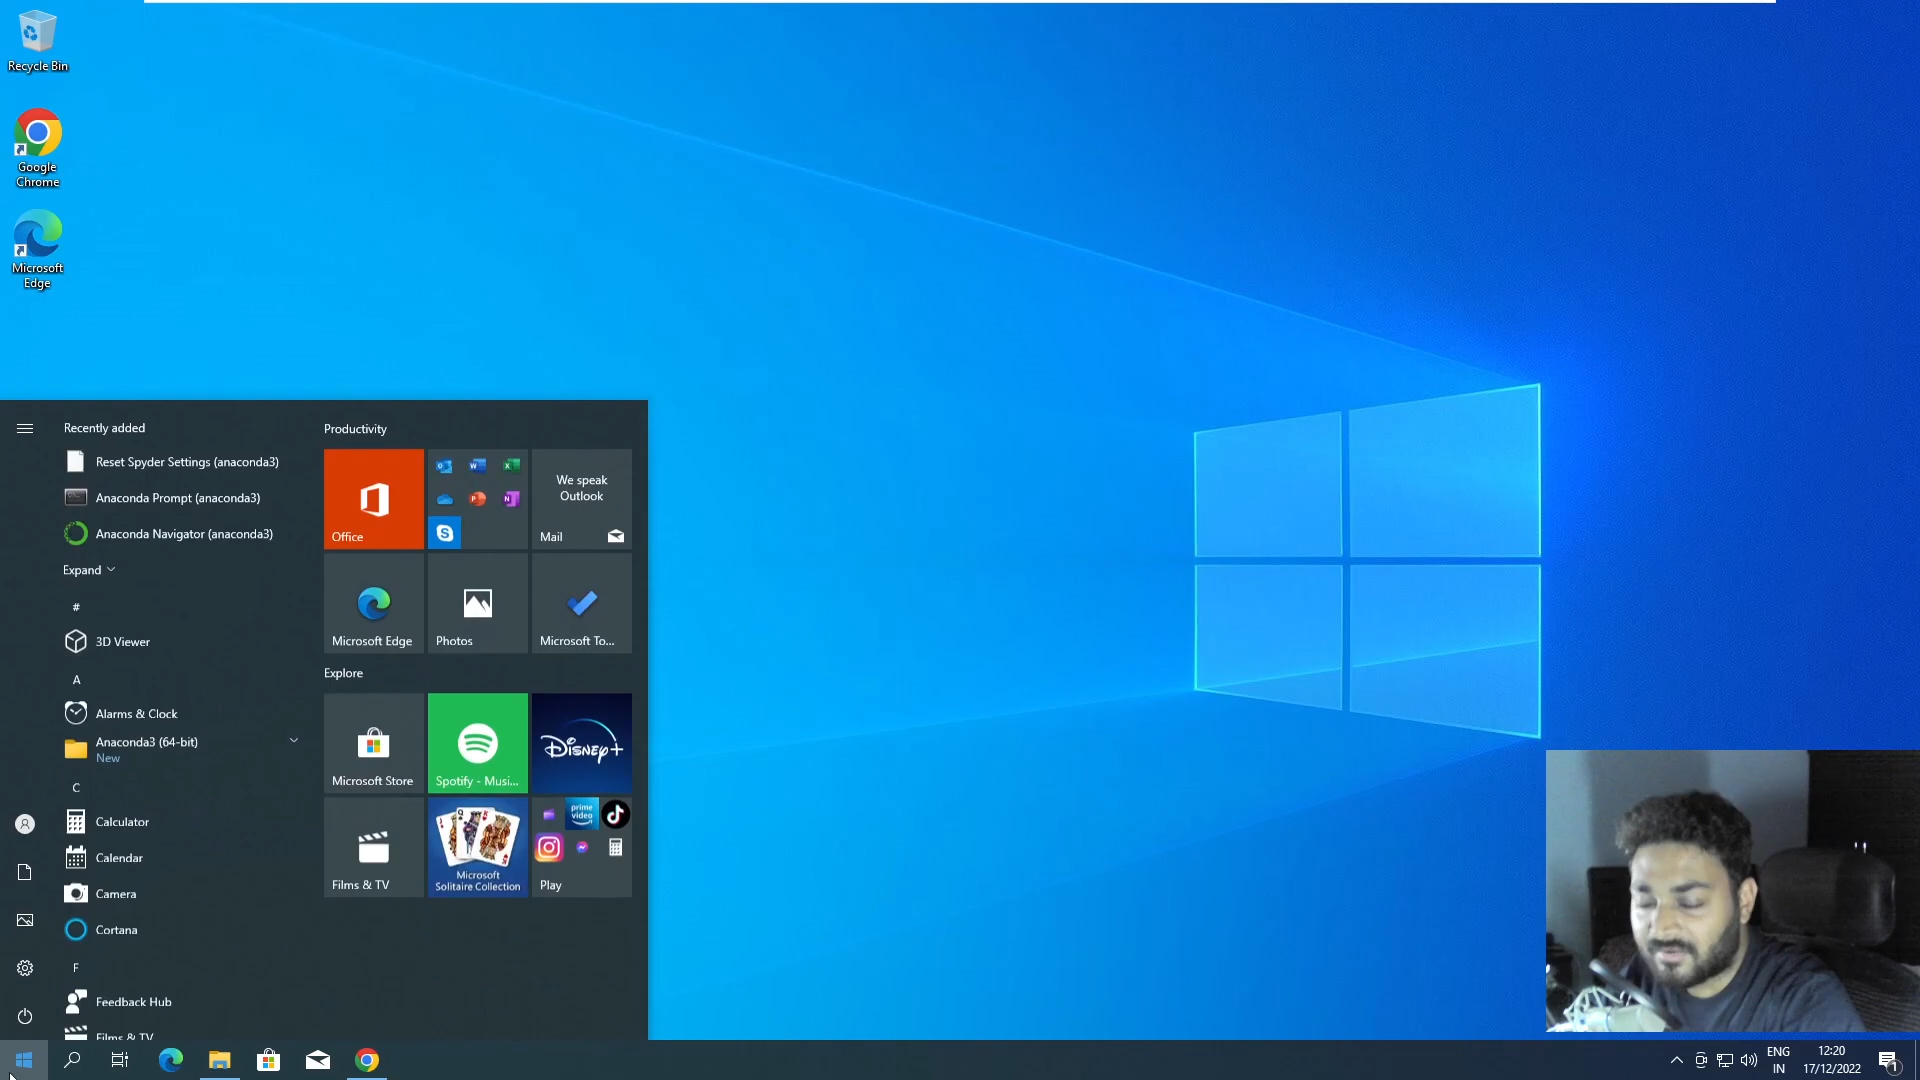 Recycle Bin
Google
Chrome
Microsoft
Edge
Recently added
Reset Spyder Settings (anaconda3)
Anaconda Prompt (anaconda3)
Anaconda Navigator (anaconda3)
Expand
#
3D Viewer
A
Alarms & Clock
Anaconda3 (64-bit)
New
C
Calculator
Calendar
Camera
Cortana
F
Feedback Hub
Films & TV
Productivity
Office
We speak
Outlook
Mail
Microsoft Edge
Photos
Microsoft To...
Explore
Microsoft Store
Spotify - Musi...
Disney+
Films & TV
Microsoft
Solitaire Collection
prime
video
Play
ENG
IN
12:20
17/12/2022
1